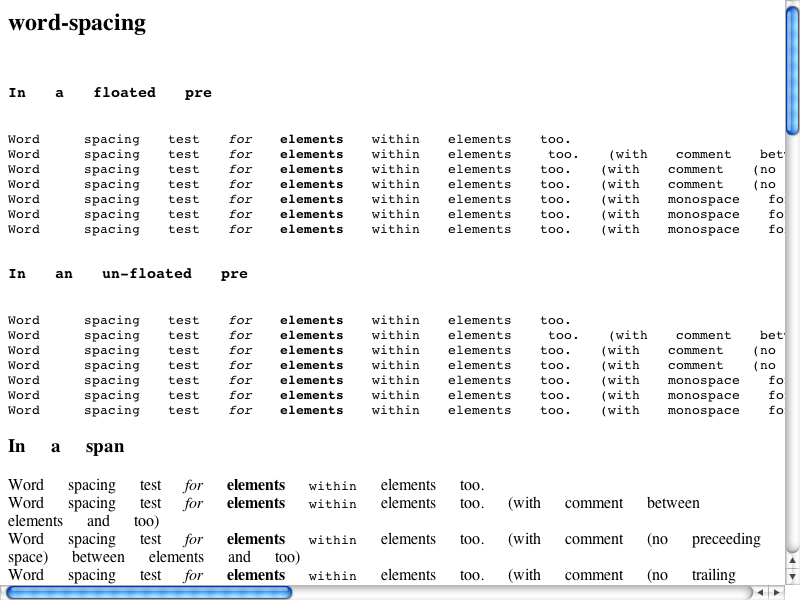 word-spacing
In a floated pre
Word spacing test for elements within elements too.
Word spacing test for elements within elements too. (with comment
Word spacing test for elements within elements too. (with comment (no
Word spacing test for elements within elements too. (with comment (no
Word spacing test for elements within elements too. (with monospace
Word spacing test for elements within elements too. (with monospace
Word spacing test for elements within elements too. (with monospace
In an un-floated pre
Word spacing test for elements within elements too.
Word spacing test for elements within elements too. (with comment
Word spacing test for elements within elements too. (with comment (no
Word spacing test for elements within elements too. (with comment (no
Word spacing test for elements within elements too. (with monospace
Word spacing test for elements within elements too. (with monospace
Word spacing test for elements within elements too. (with monospace
In a span
Word spacing test for elements within elements too.
Word spacing test for elements within elements too. (with comment between
elements and too)
Word spacing test for elements within elements too. (with comment (no preceeding
space) between elements and too)
Word spacing test for elements within elements too. (with comment (no trailing